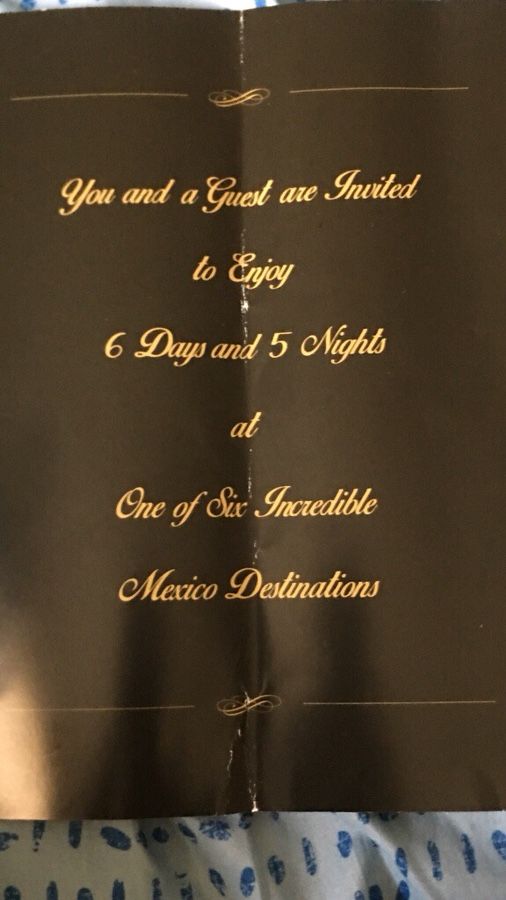 You and a Guest are Invited
to Enjoy
6 Days and 5 Nights
at
One of Six Incredible
Mexico Destinations